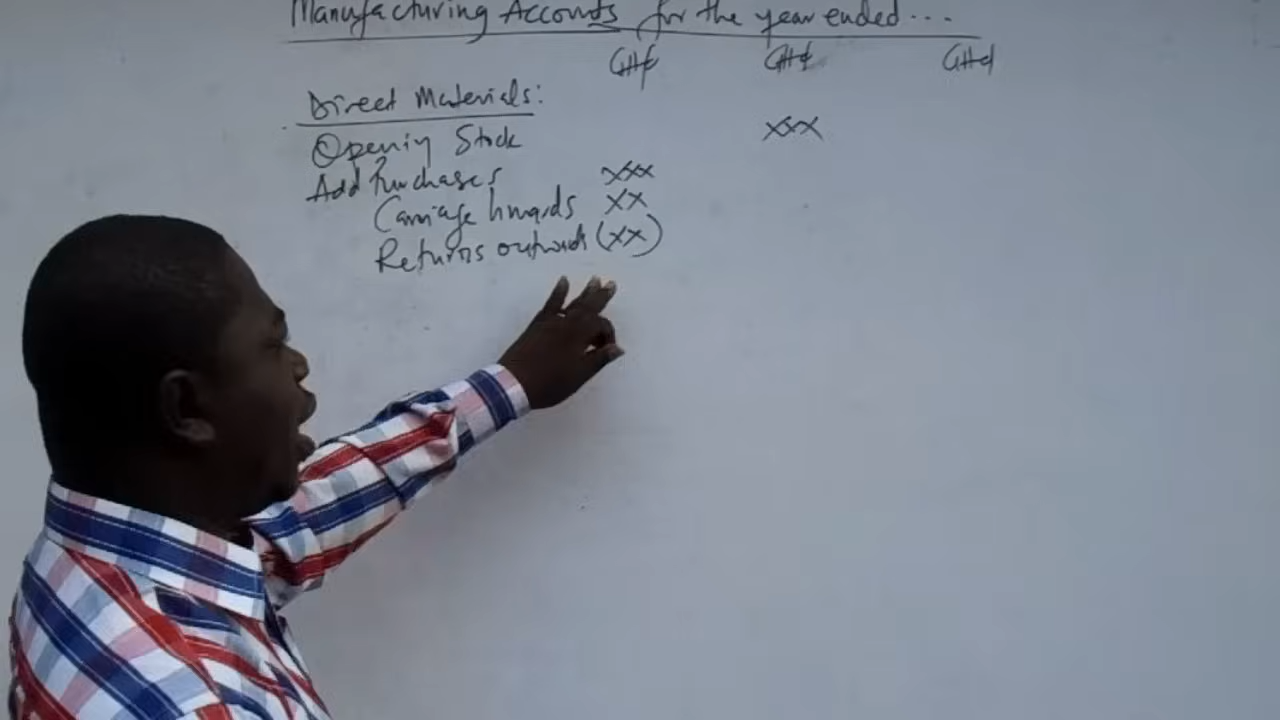 Manufacturing Accounts for the year ended...
GH¢ GH¢ GH¢
Direct Materials:
Opening Stock xxx
Add Purchases xxx
Carriage Inwards xx
Returns outwards (xx)